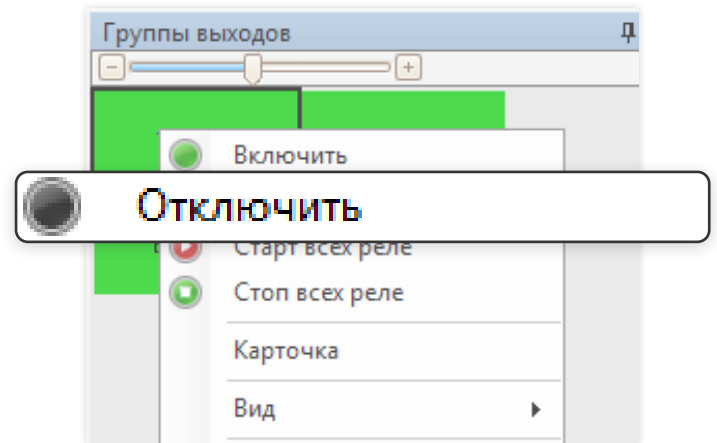 Группы выходов
Включить
Отключить
Старт всех реле
Стоп всех реле
Карточка
Вид